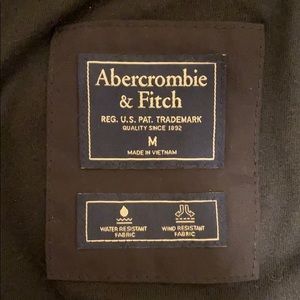 Abercrombie
& Fitch
REG. U.S. PAT. TRADEMARK
QUALITY SINCE 1892
M
MADE IN VIETNAM
WATER RESISTANT
FABRIC
WIND RESISTANT
FABRIC